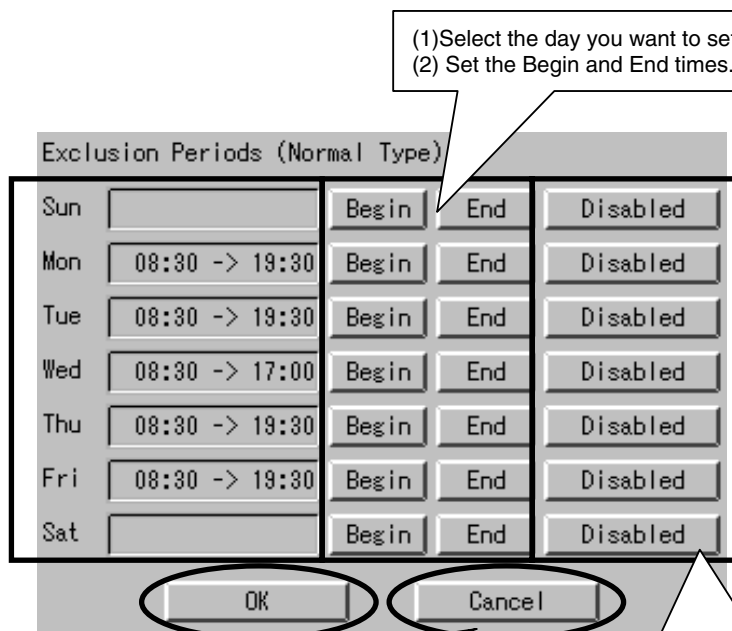 (1)Select the day you want to set
(2) Set the Begin and End times.
Exclusion Periods (Normal Type)
Sun Begin End Disabled
Mon 08:30 -> 19:30 Begin End Disabled
Tue 08:30 -> 19:30 Begin End Disabled
Wed 08:30 -> 17:00 Begin End Disabled
Thu 08:30 -> 19:30 Begin End Disabled
Fri 08:30 -> 19:30 Begin End Disabled
Sat Begin End Disabled
OK Cancel